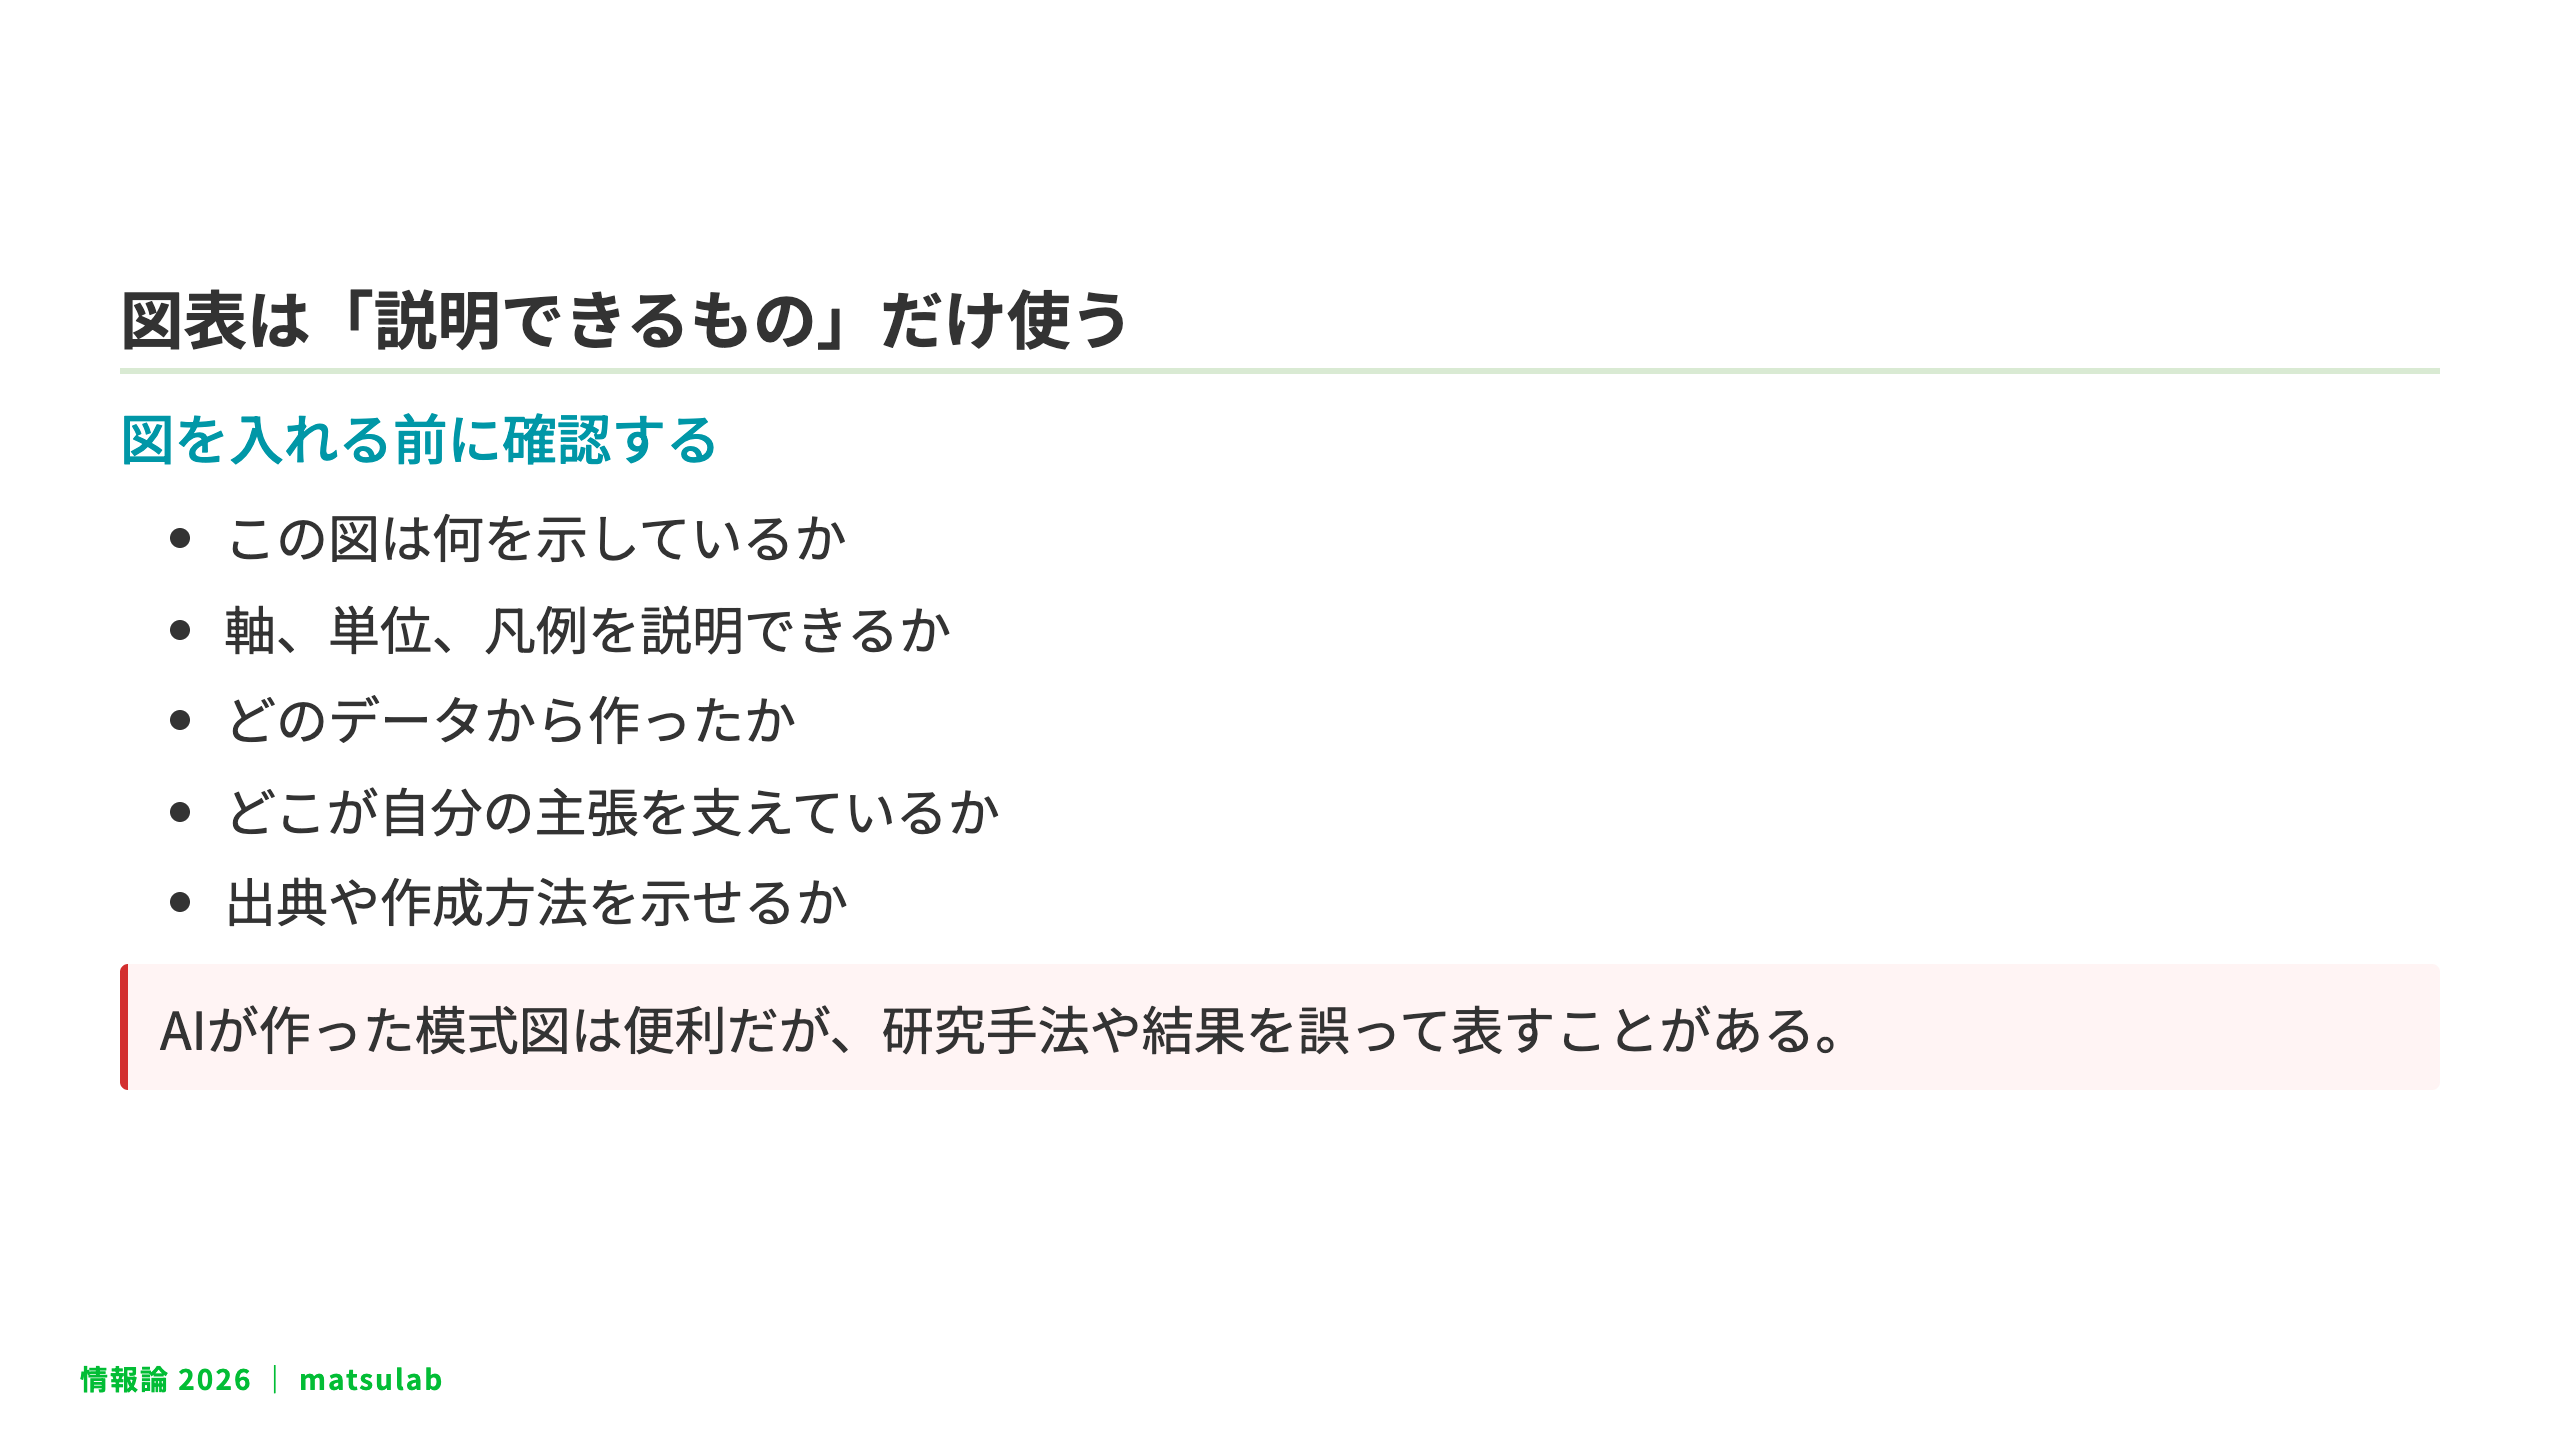 図表は「説明できるもの」だけ使う
図を入れる前に確認する
• この図は何を示しているか
• 軸、単位、凡例を説明できるか
• どのデータから作ったか
• どこが自分の主張を支えているか
• 出典や作成方法を示せるか
AIが作った模式図は便利だが、研究手法や結果を誤って表すことがある。
情報論 2026 ｜ matsulab